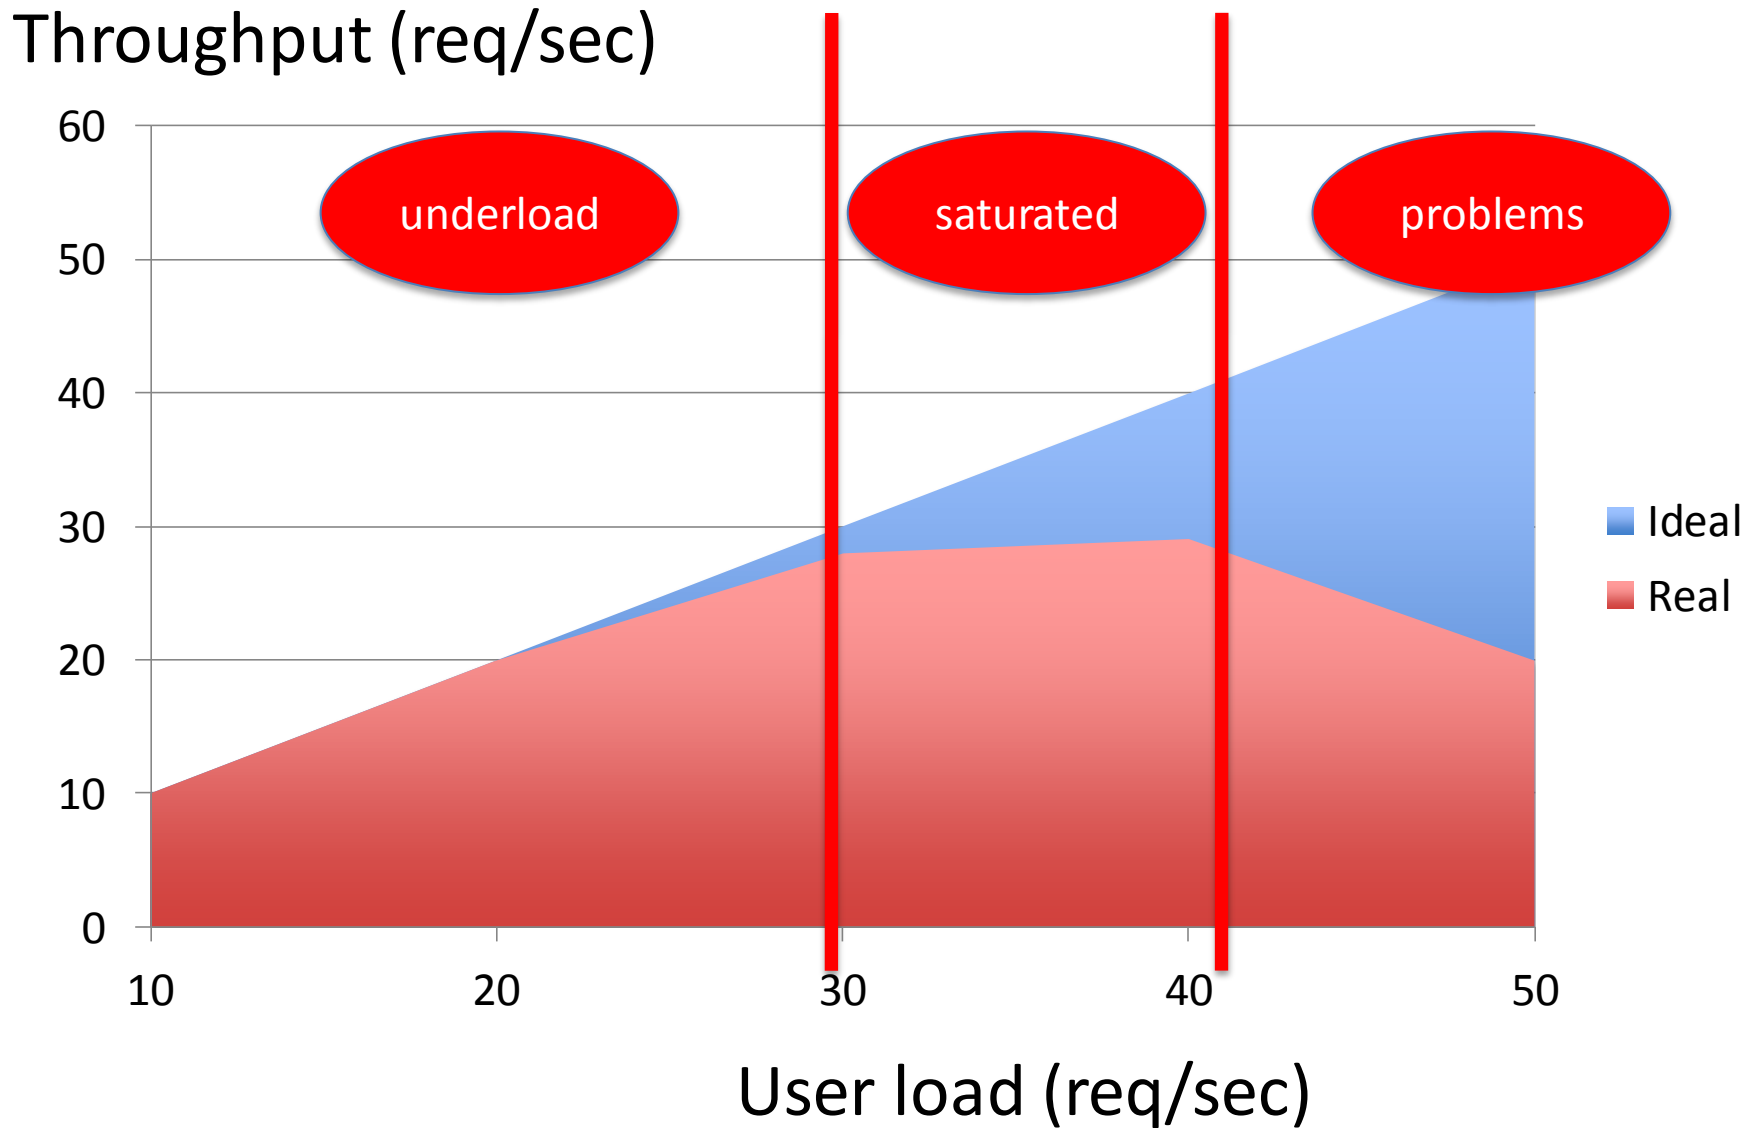 Throughput (req/sec)
60
underload
saturated
problems
50
40
30
Ideal
Real
20
10
0
10 20 30 40 50
User load (req/sec)